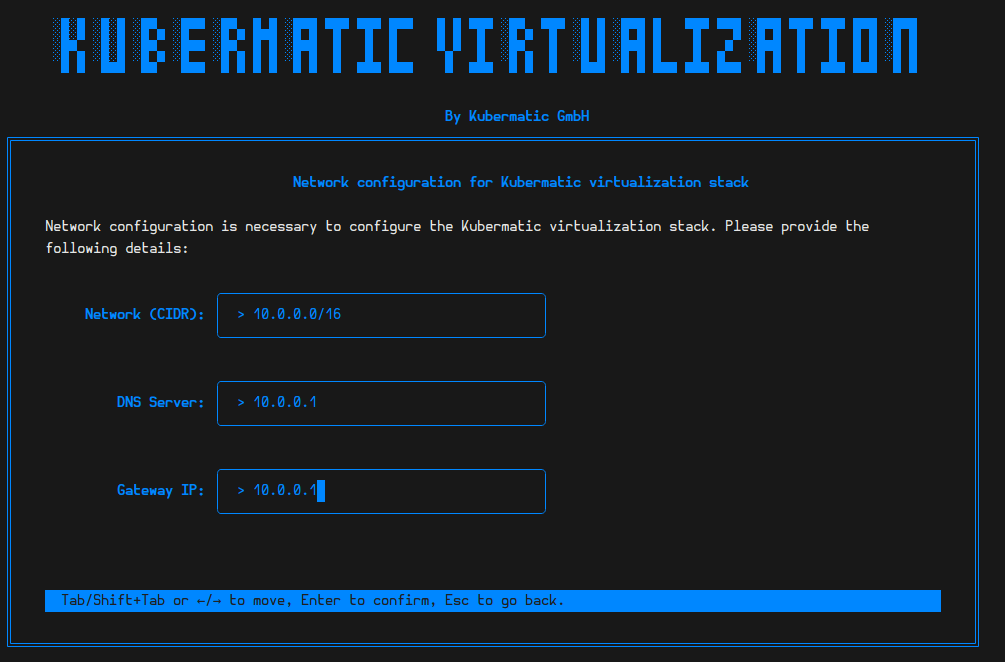 KUBERMATIC VIRTUALIZATION
By Kubermatic GmbH
Network configuration for Kubermatic virtualization stack
Network configuration is necessary to configure the Kubermatic virtualization stack. Please provide the
following details:
Network (CIDR): > 10.0.0.0/16
DNS Server: > 10.0.0.1
Gateway IP: > 10.0.0.1
Tab/Shift+Tab or ←/→ to move, Enter to confirm, Esc to go back.